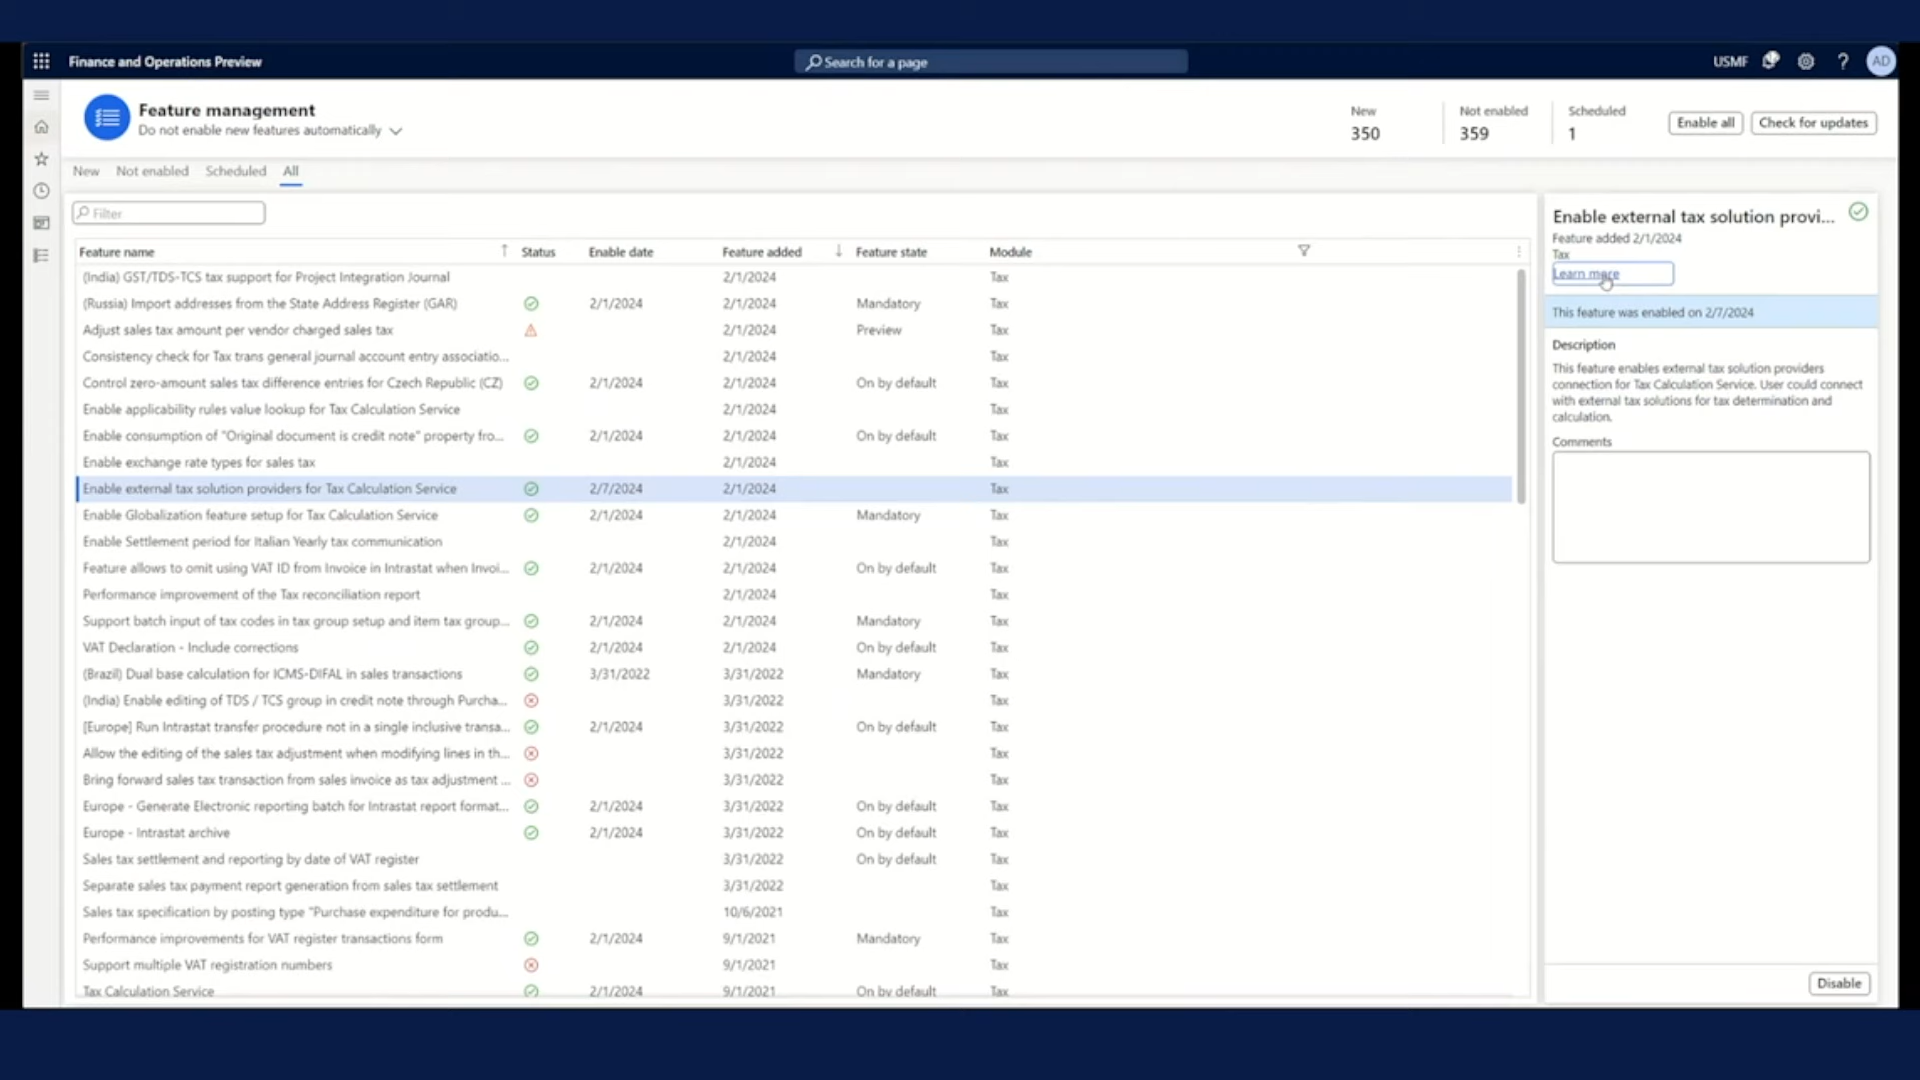 Finance and Operations Preview
Search for a page
USMF
?
AD
Feature management
Do not enable new features automatically
New
350
Not enabled
359
Scheduled
1
Enable all
Check for updates
New Not enabled Scheduled All
Filter
Feature name Status Enable date Feature added Feature state Module
(India) GST/TDS-TCS tax support for Project Integration Journal 2/1/2024 Tax
(Russia) Import addresses from the State Address Register (GAR) 2/1/2024 2/1/2024 Mandatory Tax
Adjust sales tax amount per vendor charged sales tax 2/1/2024 Preview Tax
Consistency check for Tax trans general journal account entry associatio... 2/1/2024 Tax
Control zero-amount sales tax difference entries for Czech Republic (CZ) 2/1/2024 2/1/2024 On by default Tax
Enable applicability rules value lookup for Tax Calculation Service 2/1/2024 Tax
Enable consumption of "Original document is credit note" property fro... 2/1/2024 2/1/2024 On by default Tax
Enable exchange rate types for sales tax 2/1/2024 Tax
Enable external tax solution providers for Tax Calculation Service 2/7/2024 2/1/2024 Tax
Enable Globalization feature setup for Tax Calculation Service 2/1/2024 2/1/2024 Mandatory Tax
Enable Settlement period for Italian Yearly tax communication 2/1/2024 Tax
Feature allows to omit using VAT ID from Invoice in Intrastat when Invoi... 2/1/2024 2/1/2024 On by default Tax
Performance improvement of the Tax reconciliation report 2/1/2024 Tax
Support batch input of tax codes in tax group setup and item tax group... 2/1/2024 2/1/2024 Mandatory Tax
VAT Declaration - Include corrections 2/1/2024 2/1/2024 On by default Tax
(Brazil) Dual base calculation for ICMS-DIFAL in sales transactions 3/31/2022 3/31/2022 Mandatory Tax
(India) Enable editing of TDS / TCS group in credit note through Purcha... 3/31/2022 Tax
[Europe] Run Intrastat transfer procedure not in a single inclusive transa... 2/1/2024 3/31/2022 On by default Tax
Allow the editing of the sales tax adjustment when modifying lines in th... 3/31/2022 Tax
Bring forward sales tax transaction from sales invoice as tax adjustment ... 3/31/2022 Tax
Europe - Generate Electronic reporting batch for Intrastat report format... 2/1/2024 3/31/2022 On by default Tax
Europe - Intrastat archive 2/1/2024 3/31/2022 On by default Tax
Sales tax settlement and reporting by date of VAT register 3/31/2022 On by default Tax
Separate sales tax payment report generation from sales tax settlement 3/31/2022 Tax
Sales tax specification by posting type "Purchase expenditure for produ... 10/6/2021 Tax
Performance improvements for VAT register transactions form 2/1/2024 9/1/2021 Mandatory Tax
Support multiple VAT registration numbers 9/1/2021 Tax
Tax Calculation Service 2/1/2024 9/1/2021 On by default Tax
Enable external tax solution provi...
Feature added 2/1/2024
Tax
Learn more
This feature was enabled on 2/7/2024
Description
This feature enables external tax solution providers
connection for Tax Calculation Service. User could connect
with external tax solutions for tax determination and
calculation.
Comments
Disable